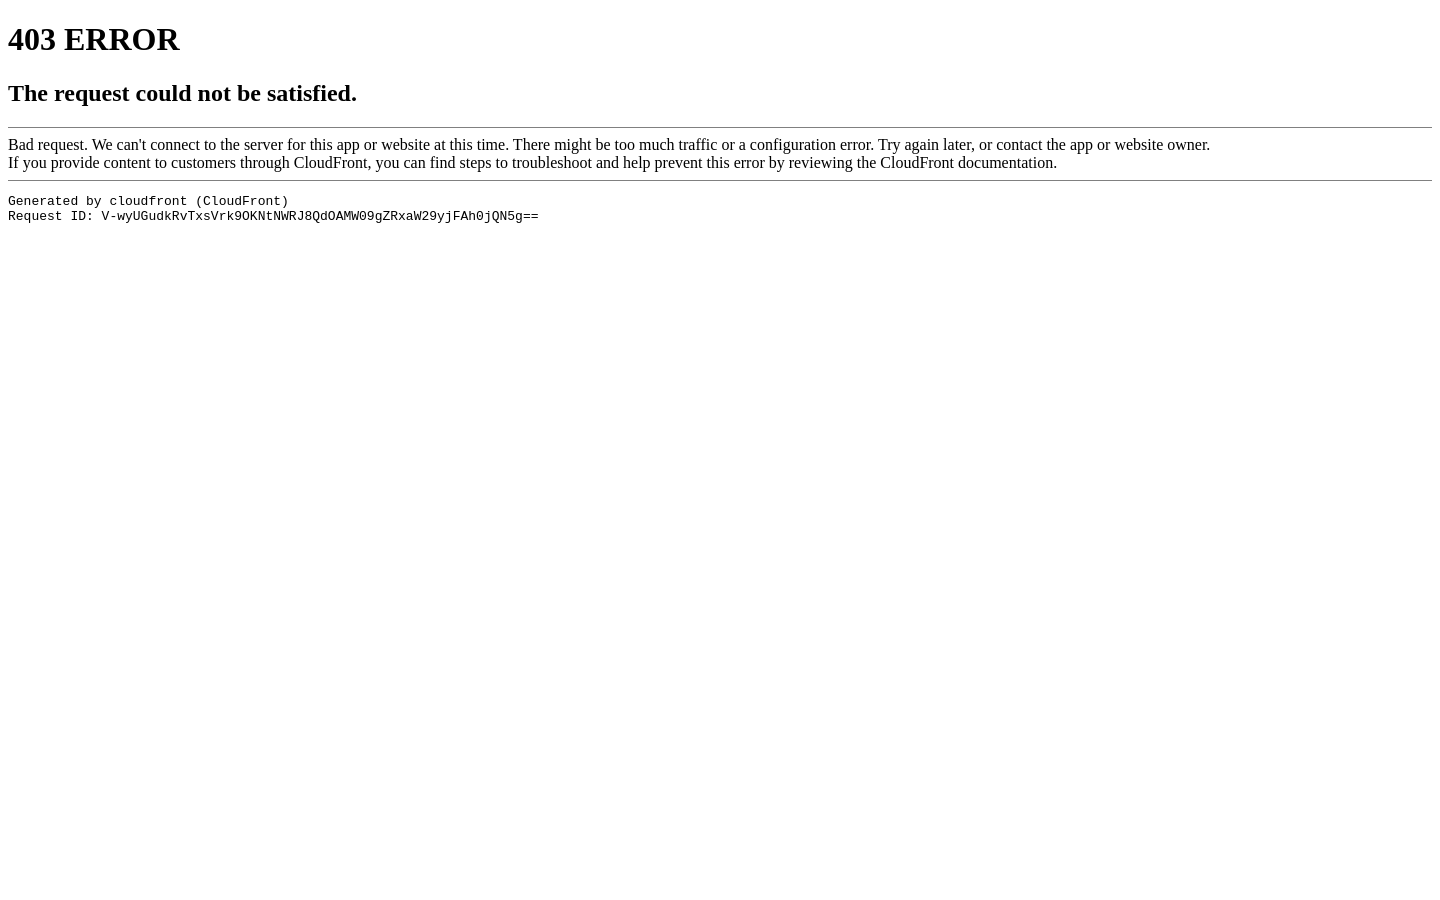 403 ERROR
The request could not be satisfied.
Bad request. We can't connect to the server for this app or website at this time. There might be too much traffic or a configuration error. Try again later, or contact the app or website owner.
If you provide content to customers through CloudFront, you can find steps to troubleshoot and help prevent this error by reviewing the CloudFront documentation.
Generated by cloudfront (CloudFront)
Request ID: V-wyUGudkRvTxsVrk9OKNtNWRJ8QdOAMW09gZRxaW29yjFAh0jQN5g==